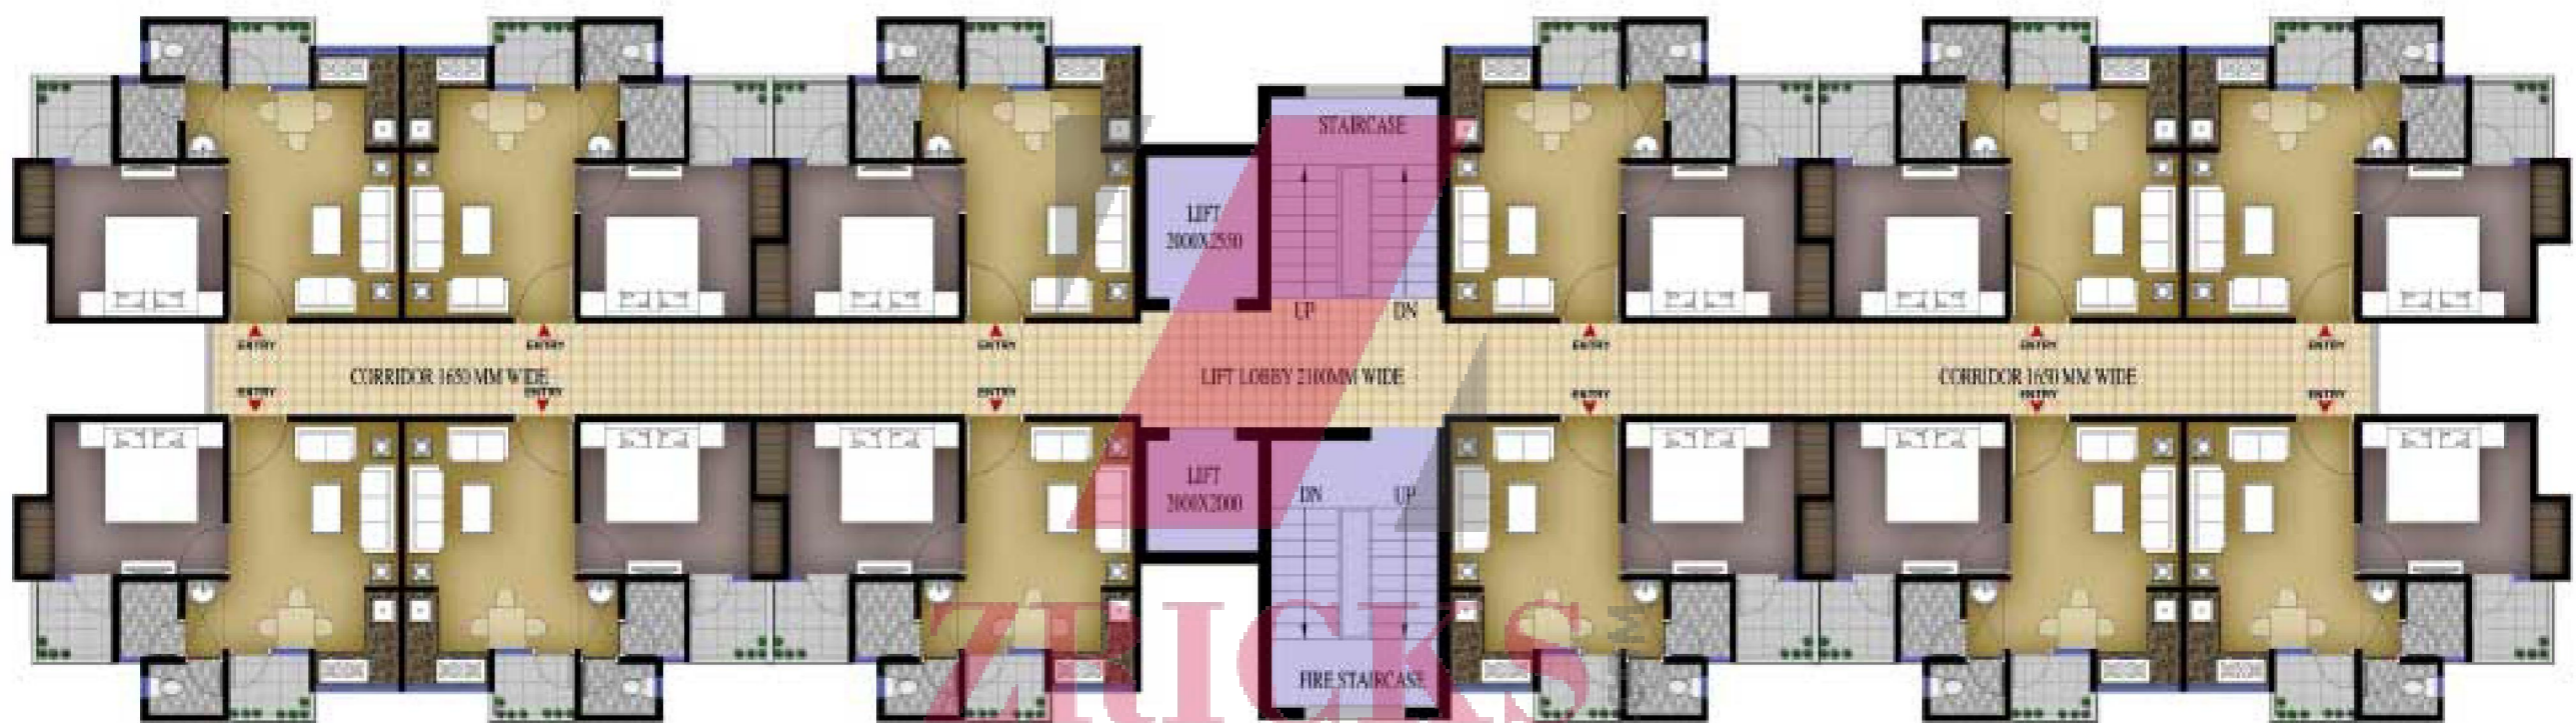 STAIRCASE
LIFT
2000X2550
UP DN
ENTRY ENTRY ENTRY ENTRY ENTRY ENTRY
CORRIDOR 1650 MM WIDE LIFT LOBBY 2100MM WIDE CORRIDOR 1650 MM WIDE
ENTRY ENTRY ENTRY ENTRY ENTRY ENTRY
LIFT
2000X2000
DN UP
FIRE STAIRCASE
ZRICKS